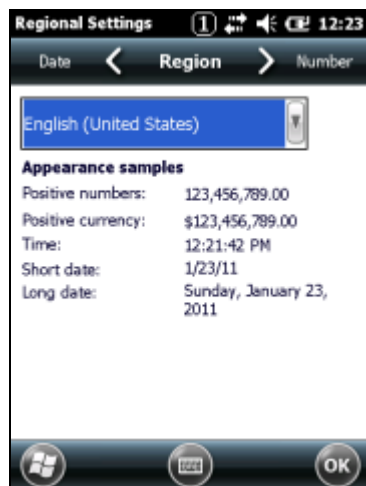 Regional Settings 1 12:23
Date Region Number
English (United States)
Appearance samples
Positive numbers: 123,456,789.00
Positive currency: $123,456,789.00
Time: 12:21:42 PM
Short date: 1/23/11
Long date: Sunday, January 23,
2011
OK